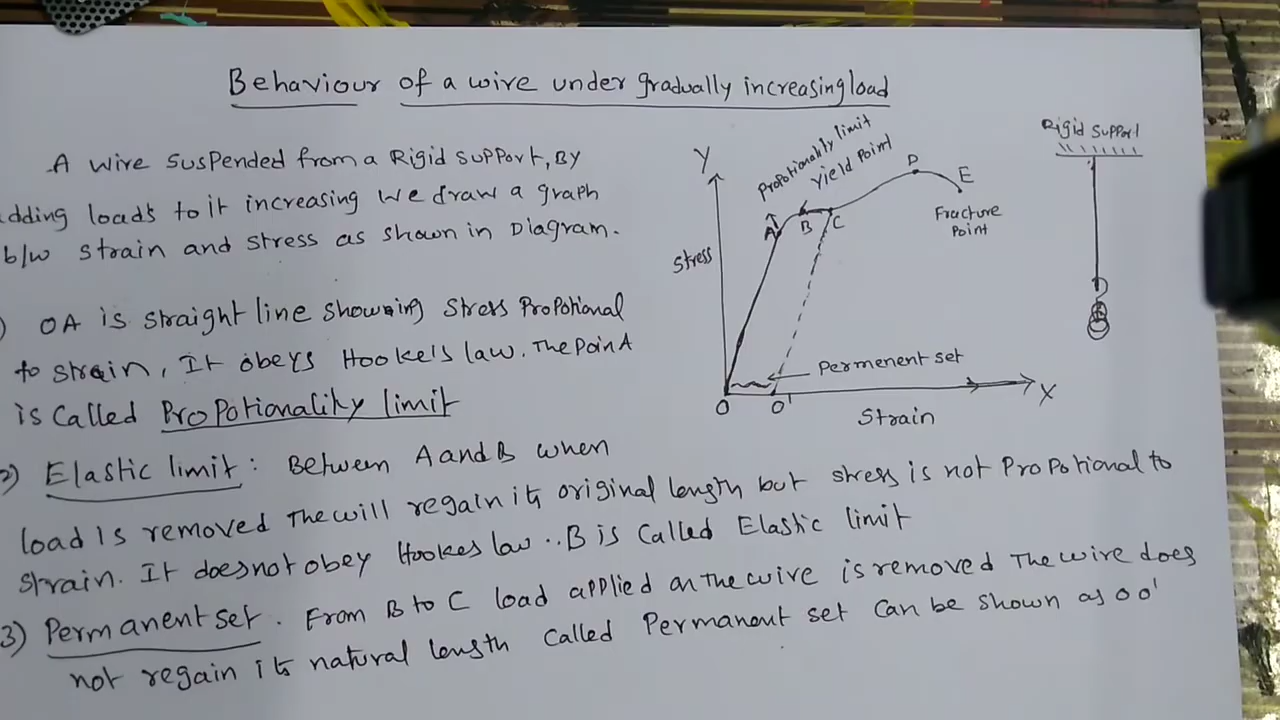 Behaviour of a wire under gradually increasing load
A wire suspended from a Rigid support, By
adding loads to it increasing we draw a graph
b/w strain and stress as shown in Diagram.
) OA is straight line showing stress propotional
to strain, It obeys Hooke's law. The Poin A
is called Propotionality limit
2) Elastic limit: Between A and B when
load is removed The will regain its original length but stress is not Propotional to
strain. It does not obey Hookes law ∴ B is called Elastic limit
3) Permanent set. From B to C load applied on the wire is removed The wire does
not regain its natural length called Permanent set can be shown as OO'
Y
Propotionality limit
Yield Point
A
B
C
D
E
Fracture
Point
Stress
Permenent set
O
O'
X
Strain
Rigid support